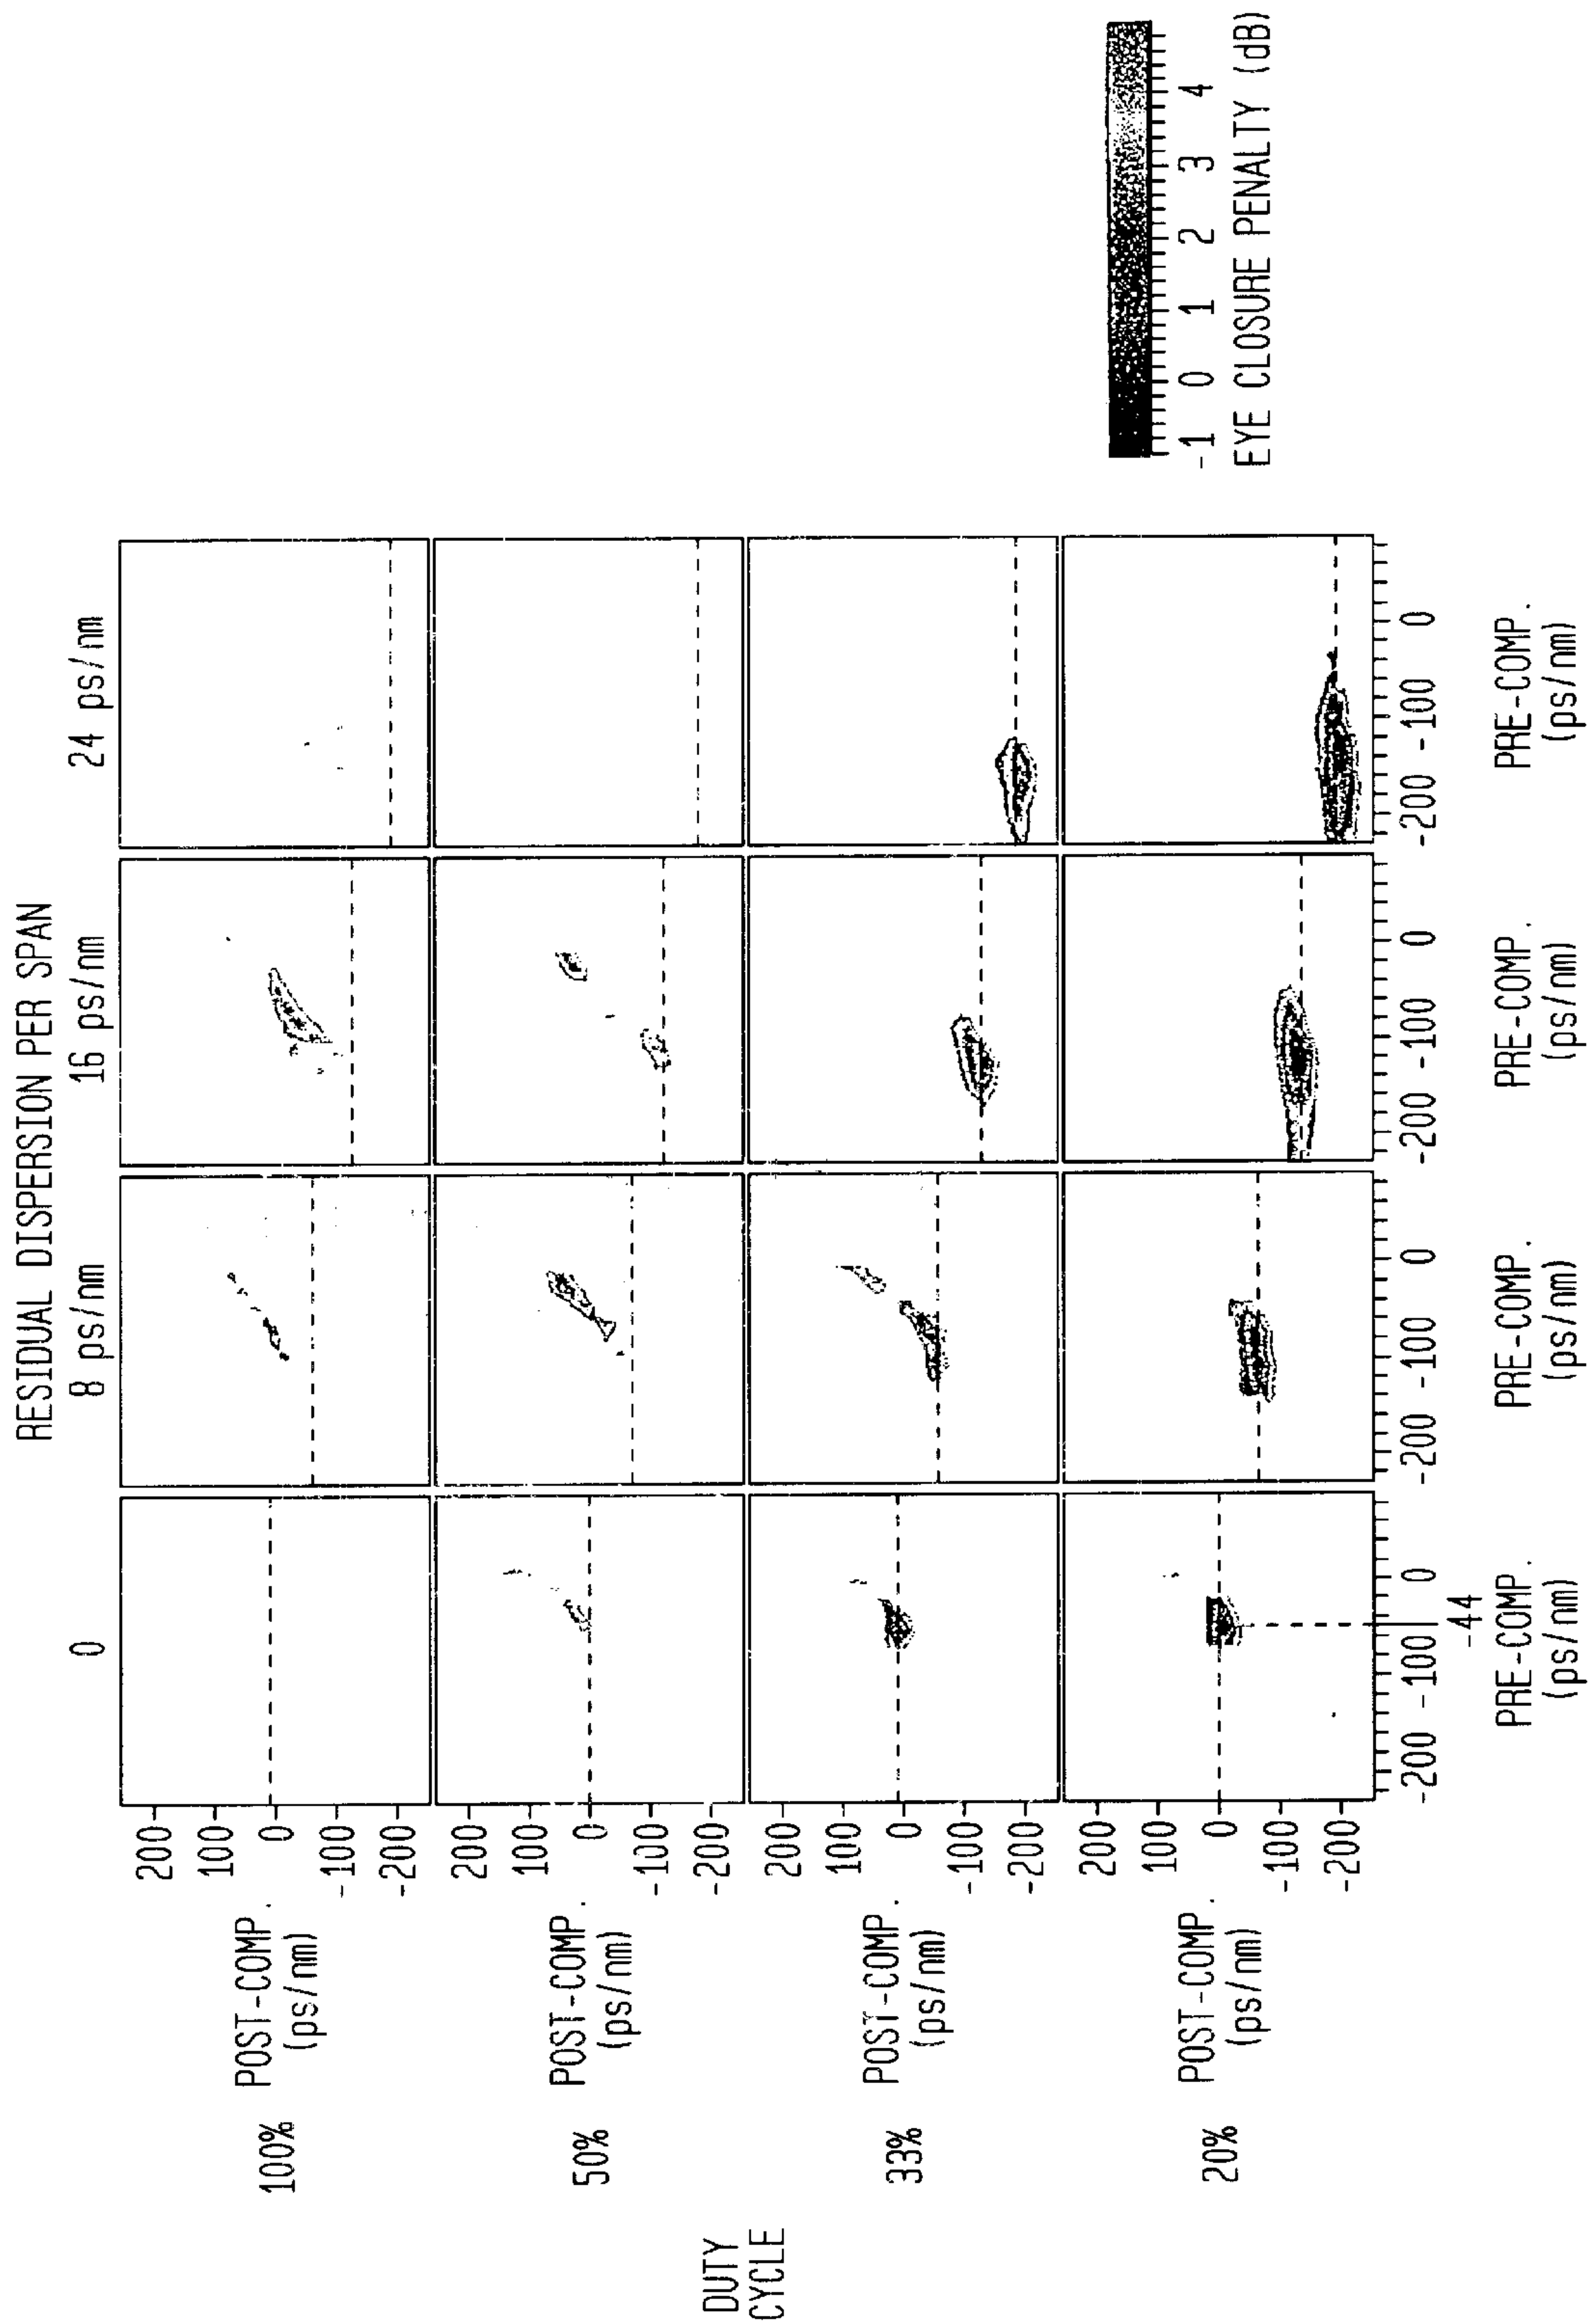 RESIDUAL DISPERSION PER SPAN
0 8 ps/nm 16 ps/nm 24 ps/nm
DUTY
CYCLE
100%
POST-COMP.
(ps/nm)
200
100
0
-100
-200
50%
POST-COMP.
(ps/nm)
200
100
0
-100
-200
33%
POST-COMP.
(ps/nm)
200
100
0
-100
-200
20%
POST-COMP.
(ps/nm)
200
100
0
-100
-200
-200 -100 0 -200 -100 0 -200 -100 0 -200 -100 0
-44
PRE-COMP. PRE-COMP. PRE-COMP. PRE-COMP.
(ps/nm) (ps/nm) (ps/nm) (ps/nm)
-1 0 1 2 3 4
EYE CLOSURE PENALTY (dB)